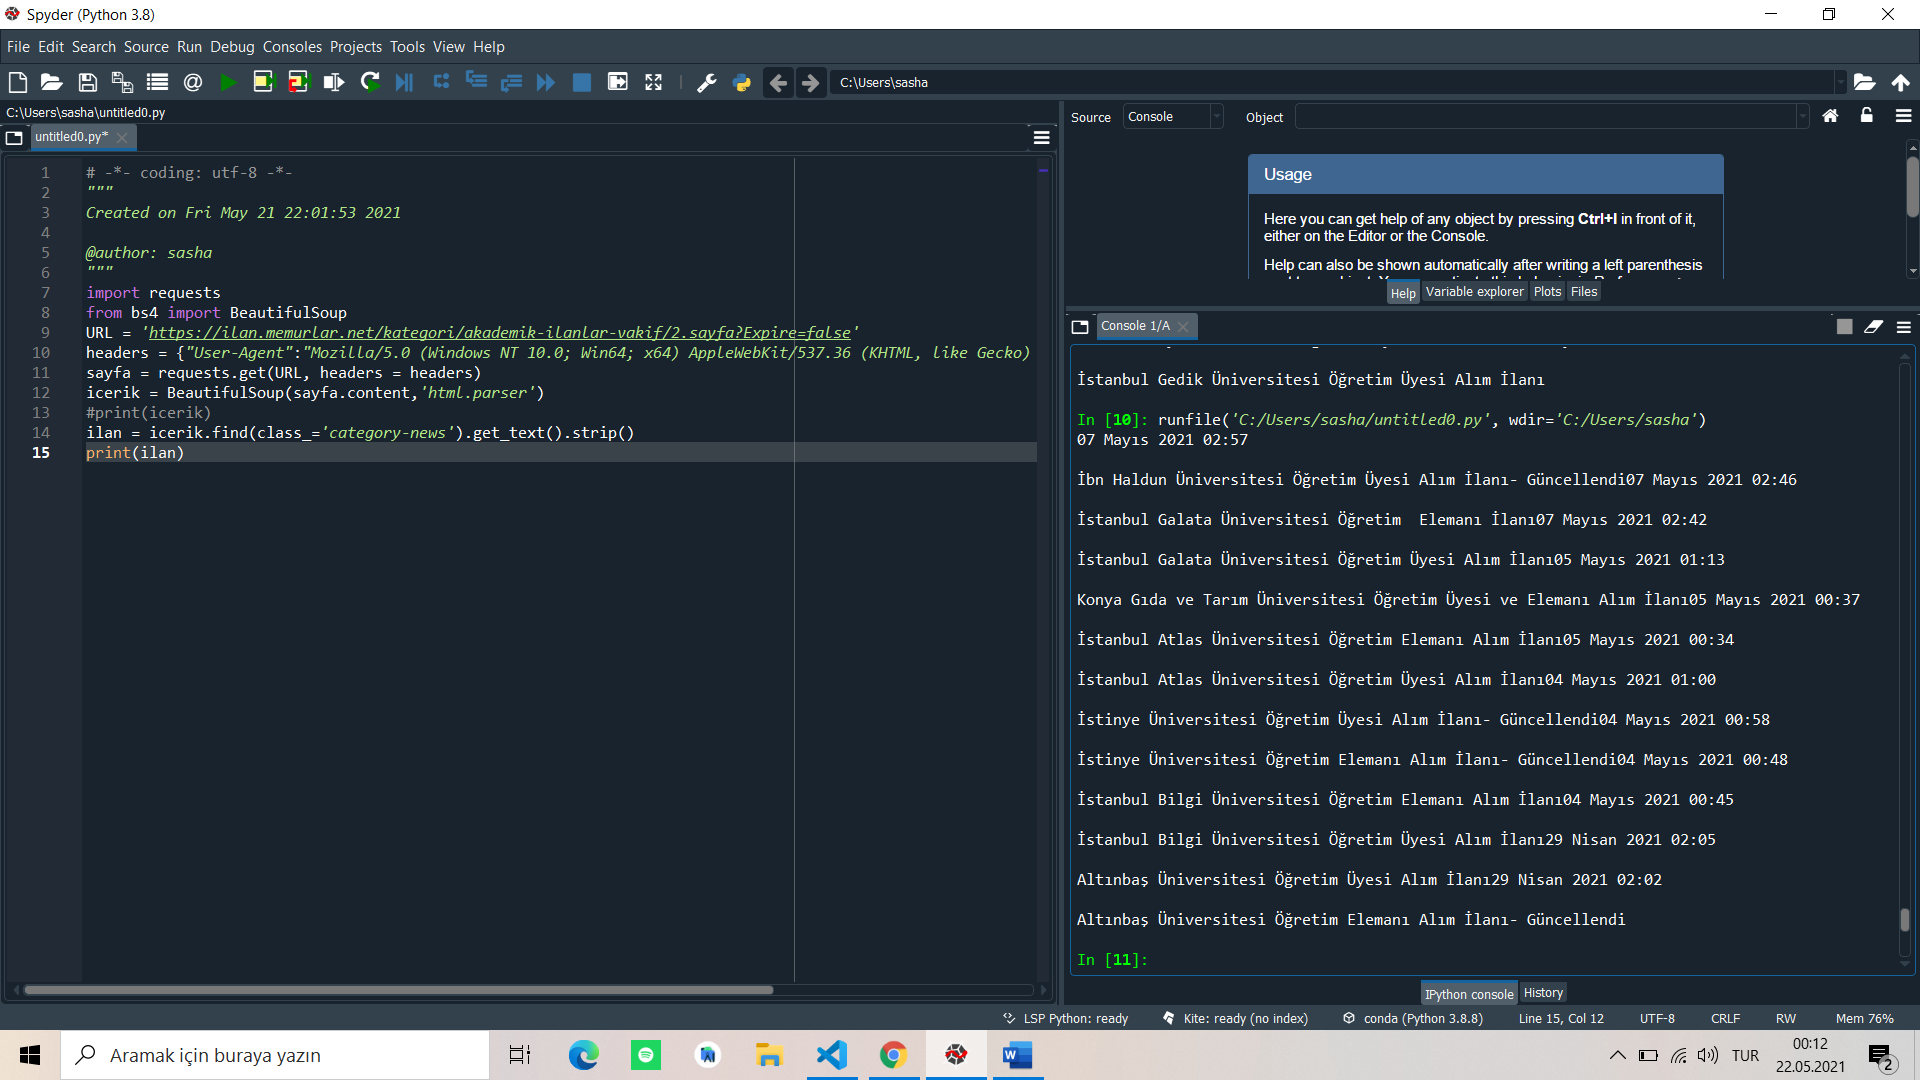 Spyder (Python 3.8)
File Edit Search Source Run Debug Consoles Projects Tools View Help
C:\Users\sasha
C:\Users\sasha\untitled0.py
untitled0.py*
1 # -*- coding: utf-8 -*-
2 """
3 Created on Fri May 21 22:01:53 2021
4
5 @author: sasha
6 """
7 import requests
8 from bs4 import BeautifulSoup
9 URL = 'https://ilan.memurlar.net/kategori/akademik-ilanlar-vakif/2.sayfa?Expire=false'
10 headers = {"User-Agent":"Mozilla/5.0 (Windows NT 10.0; Win64; x64) AppleWebKit/537.36 (KHTML, like Gecko)
11 sayfa = requests.get(URL, headers = headers)
12 icerik = BeautifulSoup(sayfa.content,'html.parser')
13 #print(icerik)
14 ilan = icerik.find(class_='category-news').get_text().strip()
15 print(ilan)
Source Console Object
Usage
Here you can get help of any object by pressing Ctrl+I in front of it,
either on the Editor or the Console.
Help can also be shown automatically after writing a left parenthesis
Help Variable explorer Plots Files
Console 1/A
İstanbul Gedik Üniversitesi Öğretim Üyesi Alım İlanı
In [10]: runfile('C:/Users/sasha/untitled0.py', wdir='C:/Users/sasha')
07 Mayıs 2021 02:57
İbn Haldun Üniversitesi Öğretim Üyesi Alım İlanı- Güncellendi07 Mayıs 2021 02:46
İstanbul Galata Üniversitesi Öğretim  Elemanı İlanı07 Mayıs 2021 02:42
İstanbul Galata Üniversitesi Öğretim Üyesi Alım İlanı05 Mayıs 2021 01:13
Konya Gıda ve Tarım Üniversitesi Öğretim Üyesi ve Elemanı Alım İlanı05 Mayıs 2021 00:37
İstanbul Atlas Üniversitesi Öğretim Elemanı Alım İlanı05 Mayıs 2021 00:34
İstanbul Atlas Üniversitesi Öğretim Üyesi Alım İlanı04 Mayıs 2021 01:00
İstinye Üniversitesi Öğretim Üyesi Alım İlanı- Güncellendi04 Mayıs 2021 00:58
İstinye Üniversitesi Öğretim Elemanı Alım İlanı- Güncellendi04 Mayıs 2021 00:48
İstanbul Bilgi Üniversitesi Öğretim Elemanı Alım İlanı04 Mayıs 2021 00:45
İstanbul Bilgi Üniversitesi Öğretim Üyesi Alım İlanı29 Nisan 2021 02:05
Altınbaş Üniversitesi Öğretim Üyesi Alım İlanı29 Nisan 2021 02:02
Altınbaş Üniversitesi Öğretim Elemanı Alım İlanı- Güncellendi
In [11]:
IPython console History
LSP Python: ready Kite: ready (no index) conda (Python 3.8.8) Line 15, Col 12 UTF-8 CRLF RW Mem 76%
Aramak için buraya yazın
TUR
00:12
22.05.2021
2